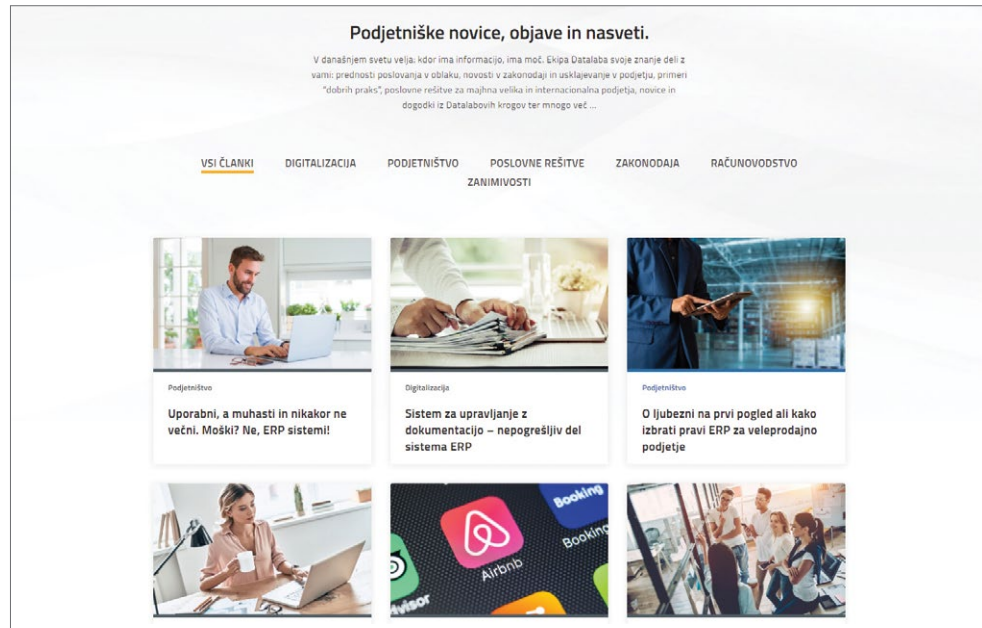 Podjetniške novice, objave in nasveti.
V današnjem svetu velja: kdor ima informacijo, ima moč. Ekipa Datalaba svoje znanje deli z
vami: prednosti poslovanja v oblaku, novosti v zakonodaji in usklajevanje v podjetju, primeri
"dobrih praks", poslovne rešitve za majhna velika in internacionalna podjetja, novice in
dogodki iz Datalabovih krogov ter mnogo več ...
VSI ČLANKI DIGITALIZACIJA PODJETNIŠTVO POSLOVNE REŠITVE ZAKONODAJA RAČUNOVODSTVO
ZANIMIVOSTI
Podjetništvo
Uporabni, a muhasti in nikakor ne
večni. Moški? Ne, ERP sistemi!
Digitalizacija
Sistem za upravljanje z
dokumentacijo – nepogrešljiv del
sistema ERP
Podjetništvo
O ljubezni na prvi pogled ali kako
izbrati pravi ERP za veleprodajno
podjetje
Booking
Booking
Airbnb
dvisor